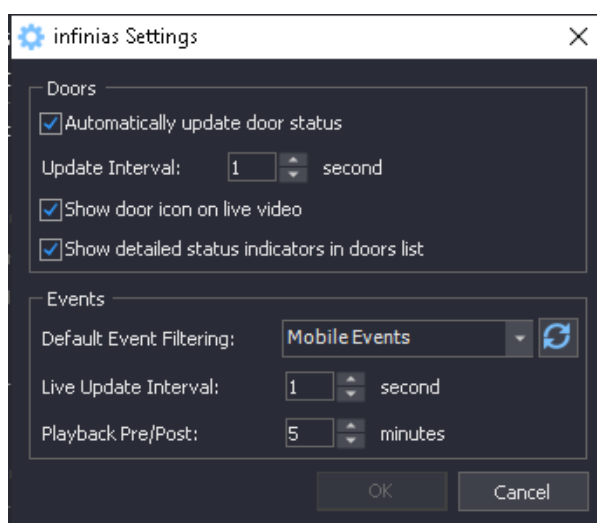 infinias Settings
Doors
Automatically update door status
Update Interval: 1 second
Show door icon on live video
Show detailed status indicators in doors list
Events
Default Event Filtering: Mobile Events
Live Update Interval: 1 second
Playback Pre/Post: 5 minutes
OK Cancel